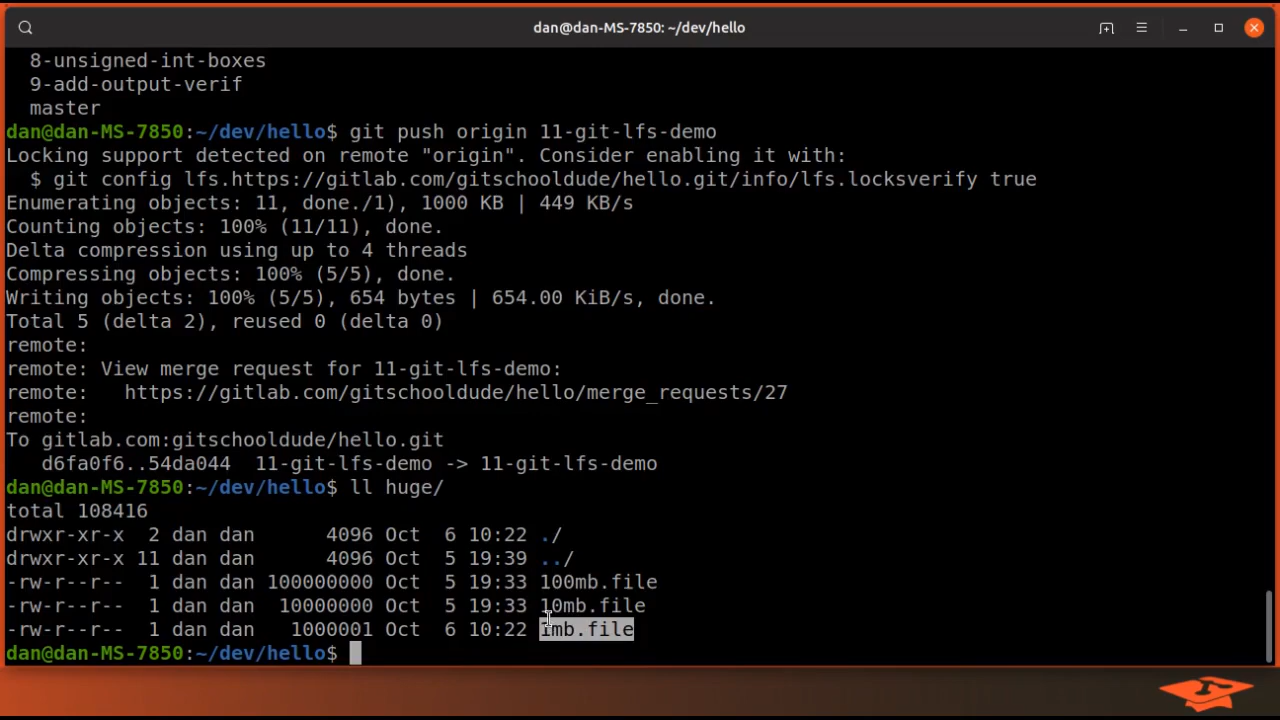 dan@dan-MS-7850: ~/dev/hello
8-unsigned-int-boxes
9-add-output-verif
master
dan@dan-MS-7850:~/dev/hello$ git push origin 11-git-lfs-demo
Locking support detected on remote "origin". Consider enabling it with:
$ git config lfs.https://gitlab.com/gitschooldude/hello.git/info/lfs.locksverify true
Enumerating objects: 11, done./1), 1000 KB | 449 KB/s
Counting objects: 100% (11/11), done.
Delta compression using up to 4 threads
Compressing objects: 100% (5/5), done.
Writing objects: 100% (5/5), 654 bytes | 654.00 KiB/s, done.
Total 5 (delta 2), reused 0 (delta 0)
remote:
remote: View merge request for 11-git-lfs-demo:
remote:   https://gitlab.com/gitschooldude/hello/merge_requests/27
remote:
To gitlab.com:gitschooldude/hello.git
d6fa0f6..54da044  11-git-lfs-demo -> 11-git-lfs-demo
dan@dan-MS-7850:~/dev/hello$ ll huge/
total 108416
drwxr-xr-x  2 dan dan      4096 Oct  6 10:22 ./
drwxr-xr-x 11 dan dan      4096 Oct  5 19:39 ../
-rw-r--r--  1 dan dan 100000000 Oct  5 19:33 100mb.file
-rw-r--r--  1 dan dan  10000000 Oct  5 19:33 10mb.file
-rw-r--r--  1 dan dan   1000001 Oct  6 10:22 1mb.file
dan@dan-MS-7850:~/dev/hello$